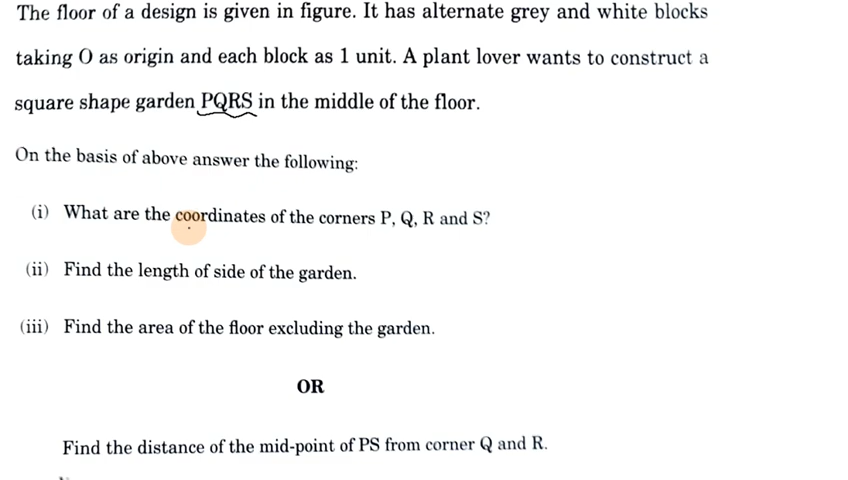 The floor of a design is given in figure. It has alternate grey and white blocks
taking O as origin and each block as 1 unit. A plant lover wants to construct a
square shape garden PQRS in the middle of the floor.
On the basis of above answer the following:
(i) What are the coordinates of the corners P, Q, R and S?
(ii) Find the length of side of the garden.
(iii) Find the area of the floor excluding the garden.
OR
Find the distance of the mid-point of PS from corner Q and R.